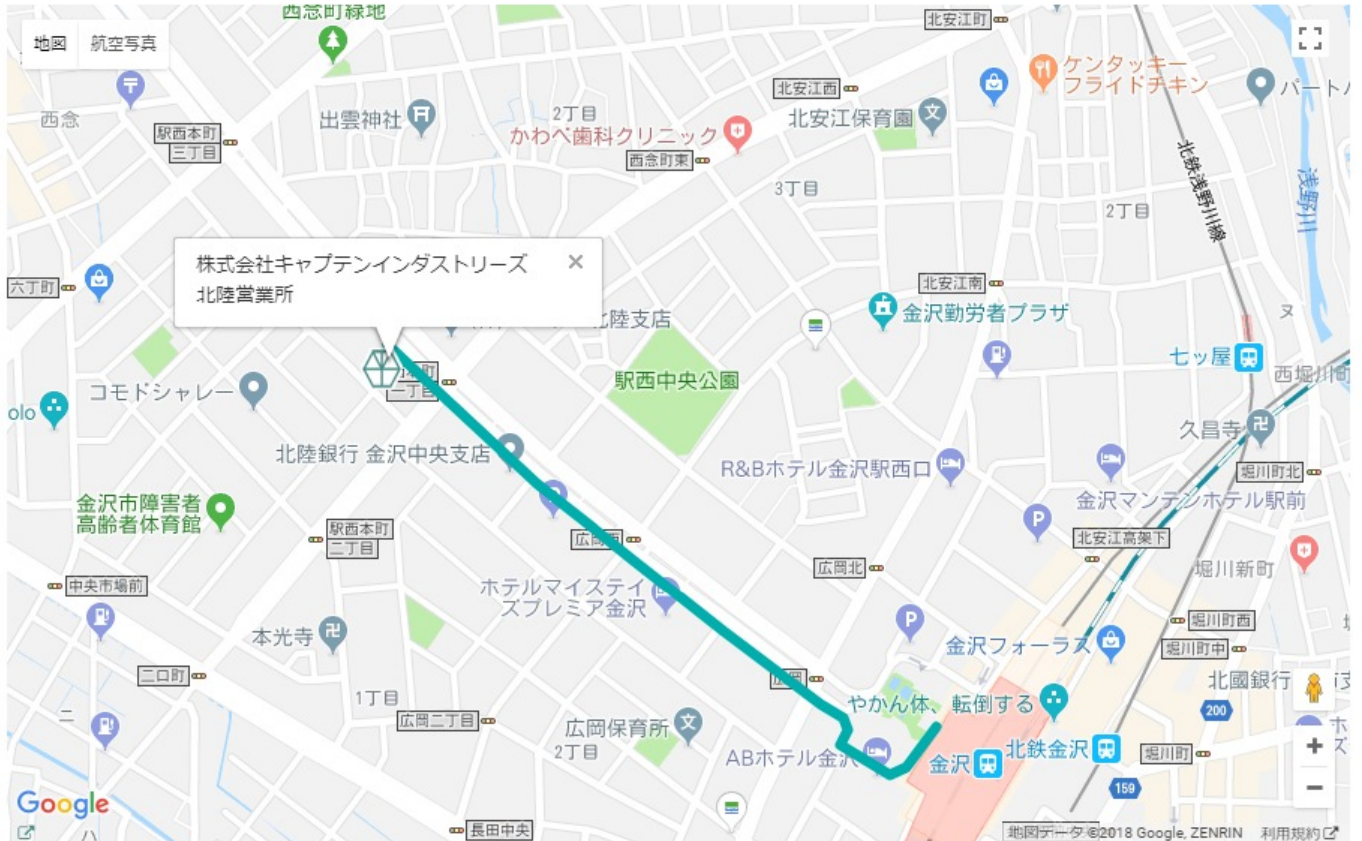 西念町緑地
北安江町
地図 航空写真
ケンタッキー
フライドチキン
北安江西
西念
出雲神社
2丁目
北安江保育園
駅西本町
三丁目
かわべ歯科クリニック
西念町東
北鉄浅野川線
浅野川
3丁目
2丁目
株式会社キャプテンインダストリーズ
北陸営業所
六丁町
北安江南
金沢勤労者プラザ
ヌ
北陸支店
七ッ屋
駅西中央公園
西堀川町
一丁目
コモドシャレー
olo
久昌寺
北陸銀行 金沢中央支店
R&Bホテル金沢駅西口
堀川町北
金沢マンテンホテル駅前
金沢市障害者
高齢者体育館
P
駅西本町
二丁目
北安江高架下
広岡西
広岡北
堀川新町
中央市場前
ホテルマイステイ
ズプレミア金沢
P
堀川町西
本光寺
金沢フォーラス
堀川町中
二口町
広岡
北國銀行
1丁目
やかん体、転倒する
200
ニ
広岡二丁目
広岡保育所
2丁目
ABホテル金沢
金沢
北鉄金沢
堀川町
159
Google
長田中央
ハ
地図データ ©2018 Google, ZENRIN 利用規約